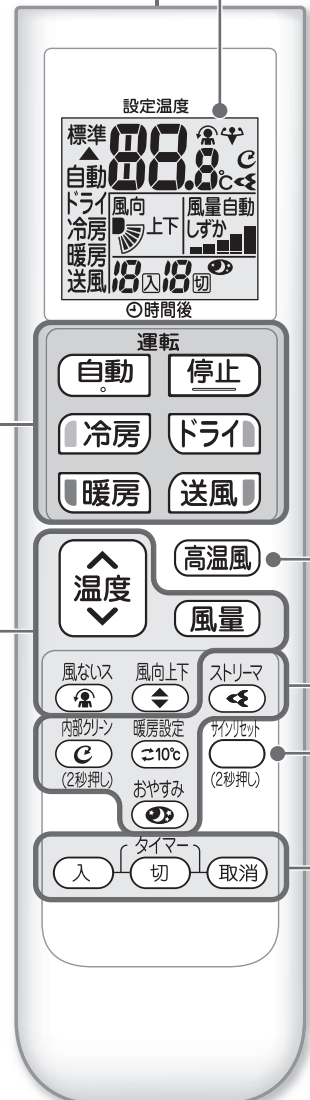 設定温度
標準
自動
88.8℃
ドライ 風向 風量自動
冷房 上下 しずか
暖房
送風 18入 18切
時間後
運転
自動 停止
冷房 ドライ
暖房 送風
高温風
温度
風量
風ないス 風向上下 ストリーマ
内部クリーン 暖房設定 サインリセット
10℃
(2秒押し) (2秒押し)
おやすみ
タイマー
入 切 取消